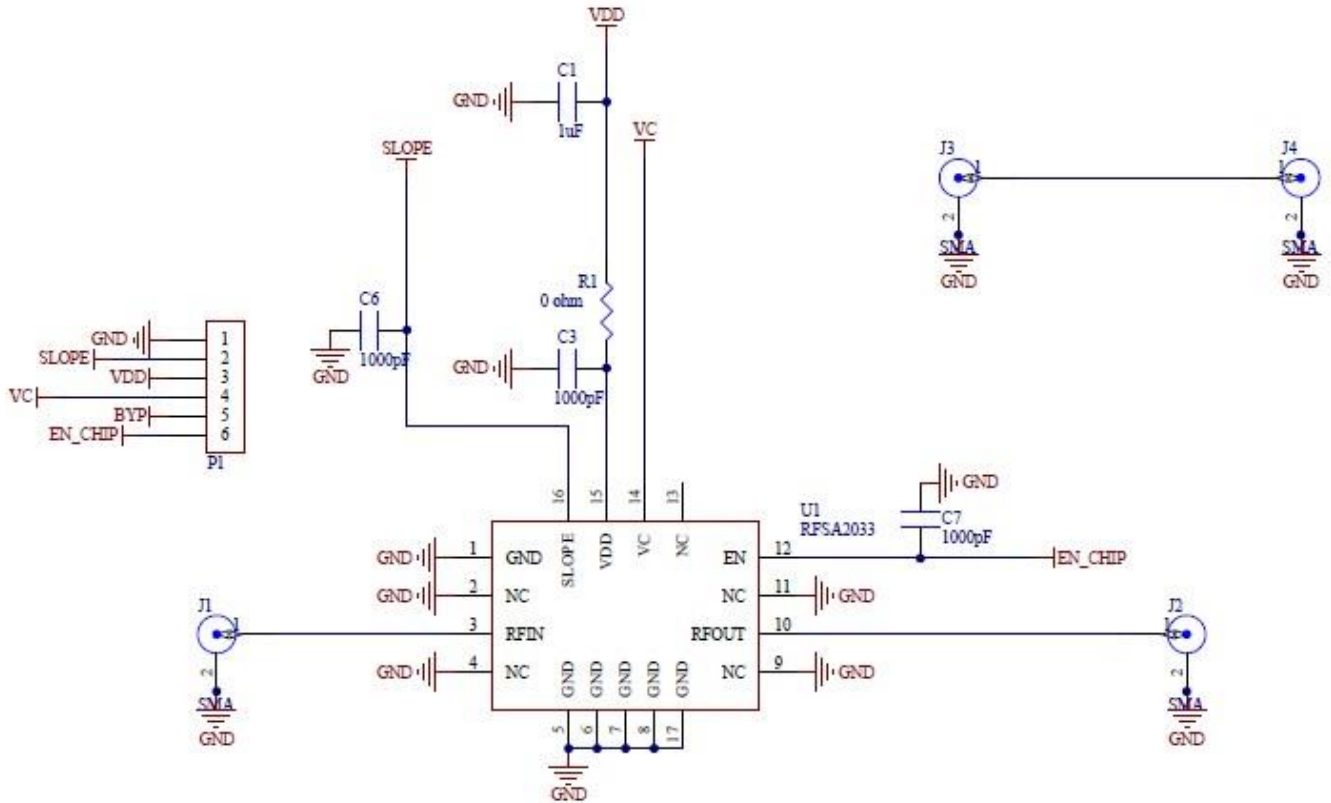 VDD
C1
GND
1uF
VC
SLOPE
J3
1
2
SMA
GND
J4
1
2
SMA
GND
R1
0 ohm
C6
1000pF
GND
C3
GND
1000pF
GND 1
SLOPE 2
VDD 3
VC 4
BYP 5
EN_CHIP 6
P1
16 15 14 13
SLOPE VDD VC NC
U1
RFSA2033
GND
C7
1000pF
GND 1 GND
EN 12
EN_CHIP
GND 2 NC
NC 11 GND
J1
1
2
SMA
GND
3 RFIN
RFOUT 10
J2
1
2
SMA
GND
GND 4 NC
NC 9 GND
GND GND GND GND GND
5 6 7 8 17
GND